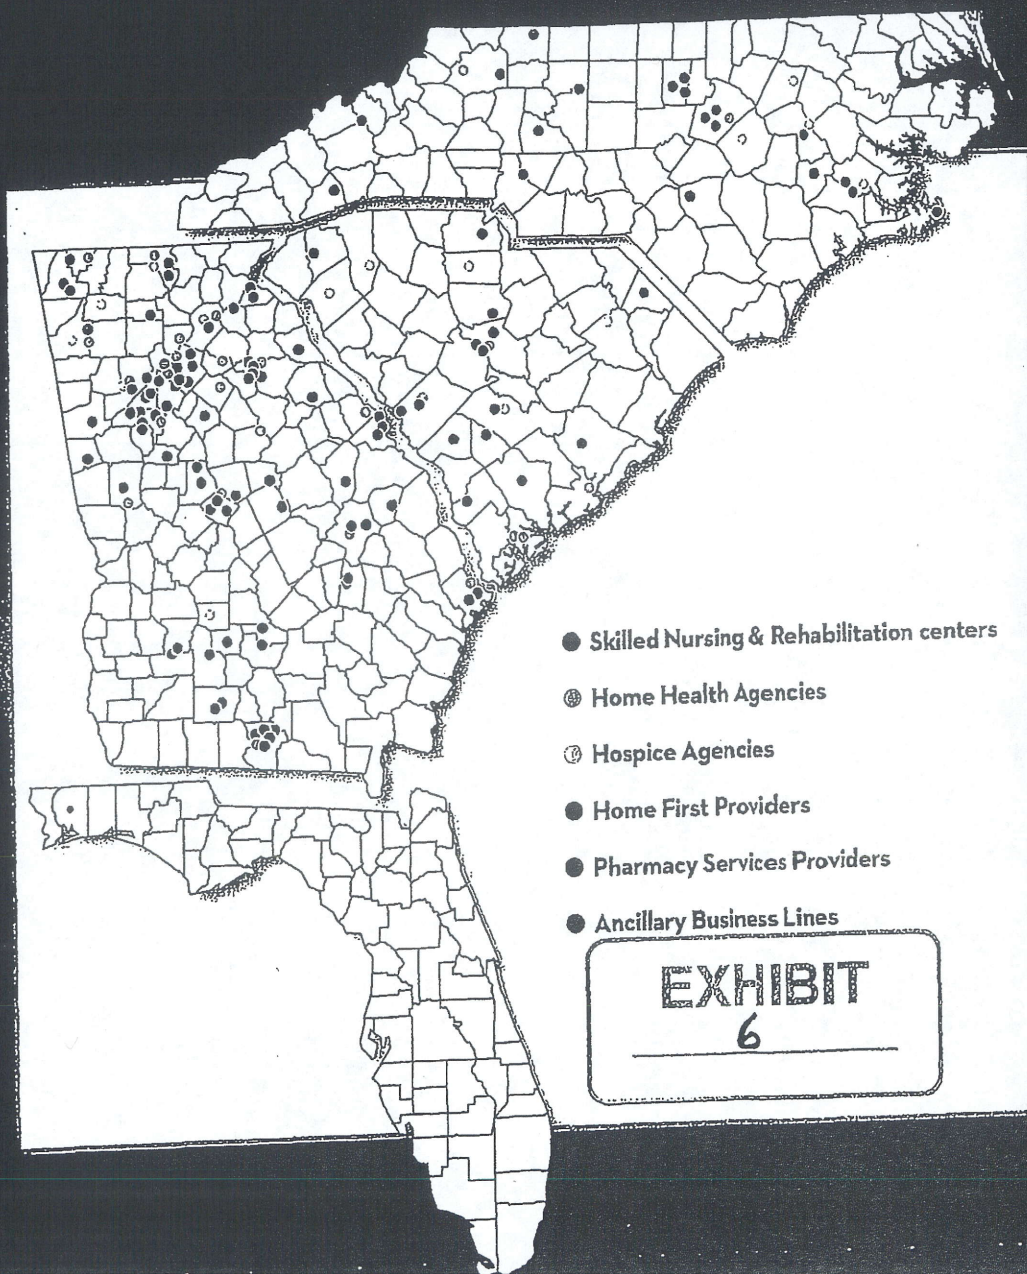 Skilled Nursing & Rehabilitation centers
Home Health Agencies
Hospice Agencies
Home First Providers
Pharmacy Services Providers
Ancillary Business Lines
EXHIBIT
6